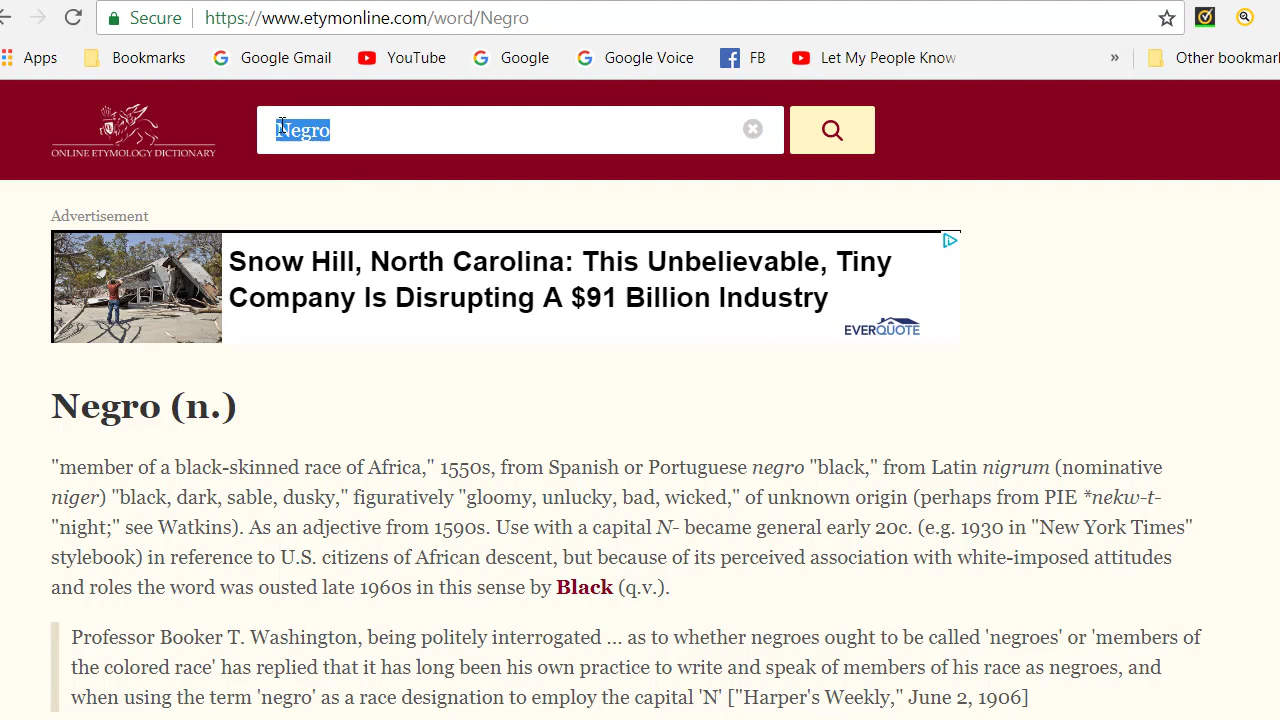 Secure https://www.etymonline.com/word/Negro
Apps Bookmarks Google Gmail YouTube Google Google Voice FB Let My People Know » Other bookmar
ONLINE ETYMOLOGY DICTIONARY
Negro
Advertisement
Snow Hill, North Carolina: This Unbelievable, Tiny
Company Is Disrupting A $91 Billion Industry
EVERQUOTE
Negro (n.)
"member of a black-skinned race of Africa," 1550s, from Spanish or Portuguese negro "black," from Latin nigrum (nominative
niger) "black, dark, sable, dusky," figuratively "gloomy, unlucky, bad, wicked," of unknown origin (perhaps from PIE *nekw-t-
"night;" see Watkins). As an adjective from 1590s. Use with a capital N- became general early 20c. (e.g. 1930 in "New York Times"
stylebook) in reference to U.S. citizens of African descent, but because of its perceived association with white-imposed attitudes
and roles the word was ousted late 1960s in this sense by Black (q.v.).
Professor Booker T. Washington, being politely interrogated ... as to whether negroes ought to be called 'negroes' or 'members of
the colored race' has replied that it has long been his own practice to write and speak of members of his race as negroes, and
when using the term 'negro' as a race designation to employ the capital 'N' ["Harper's Weekly," June 2, 1906]